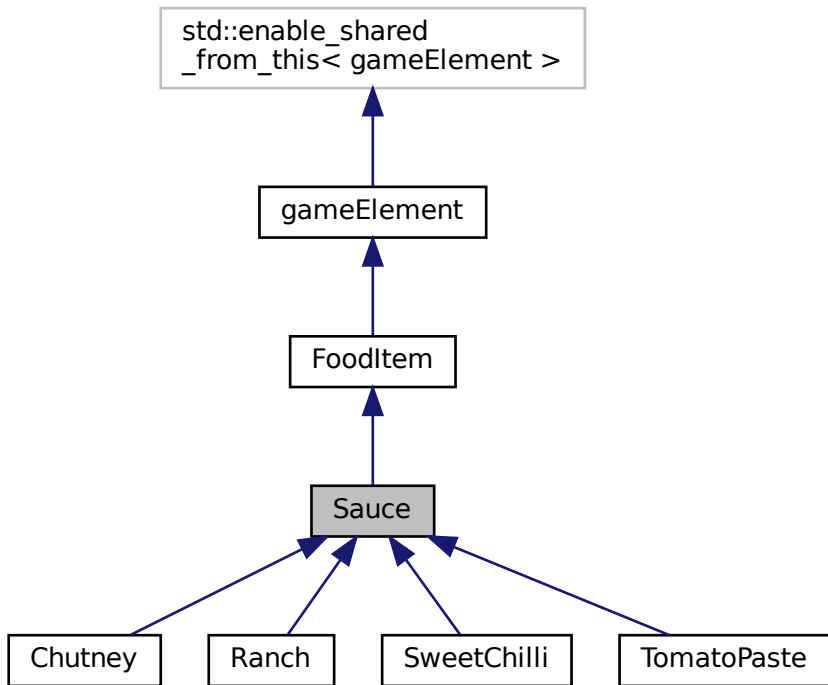 std::enable_shared
_from_this< gameElement >
gameElement
FoodItem
Sauce
Chutney
Ranch
SweetChilli
TomatoPaste